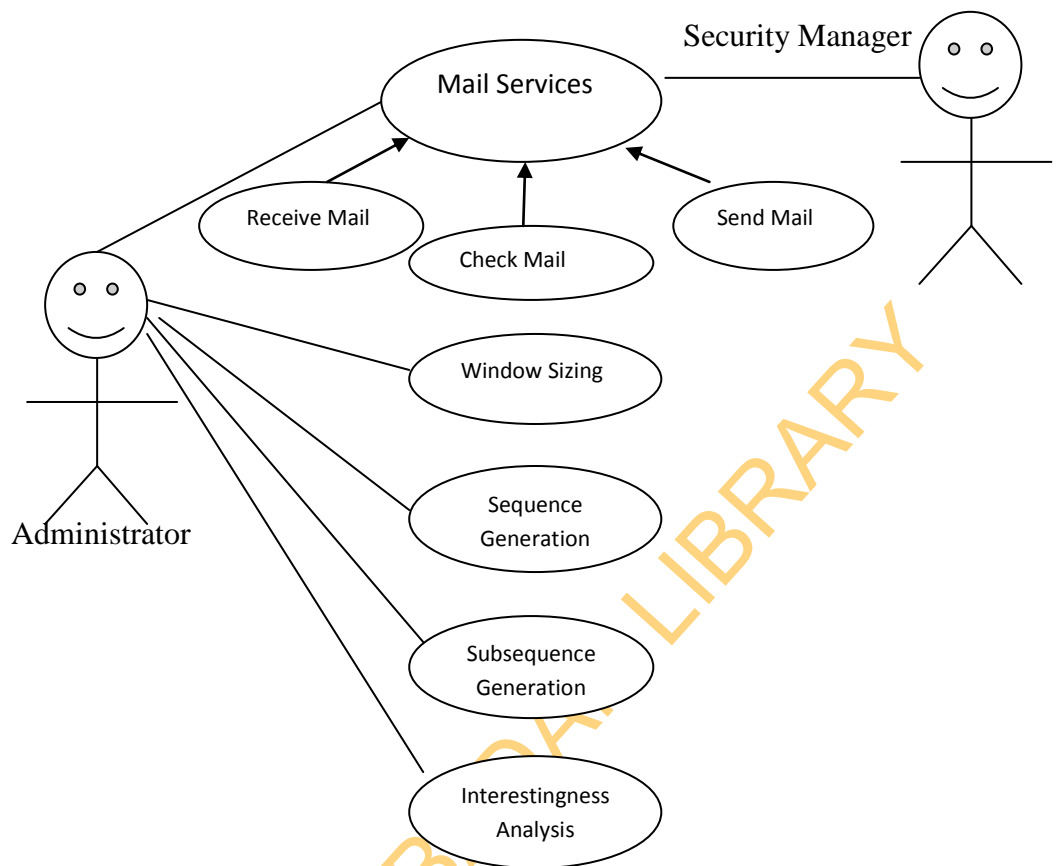 Security Manager
Mail Services
Receive Mail
Send Mail
Check Mail
Window Sizing
Sequence
Generation
Administrator
Subsequence
Generation
Interestingness
Analysis
LIBRARY